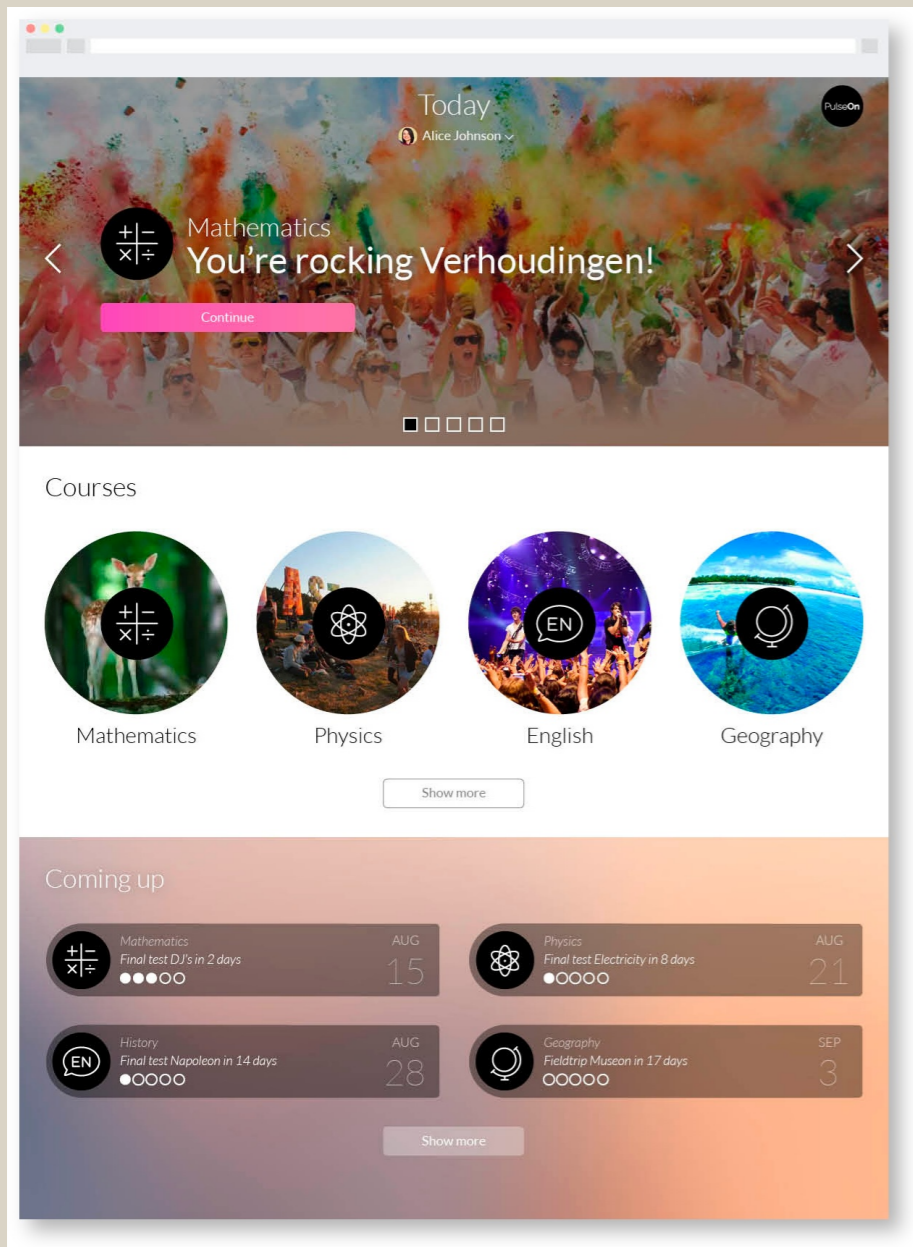 Today
PulseOn
Alice Johnson
Mathematics
You're rocking Verhoudingen!
Continue
Courses
EN
Mathematics
Physics
English
Geography
Show more
Coming up
Mathematics
Final test DJ's in 2 days
AUG
15
Physics
Final test Electricity in 8 days
AUG
21
EN
History
Final test Napoleon in 14 days
AUG
28
Geography
Fieldtrip Museon in 17 days
SEP
3
Show more